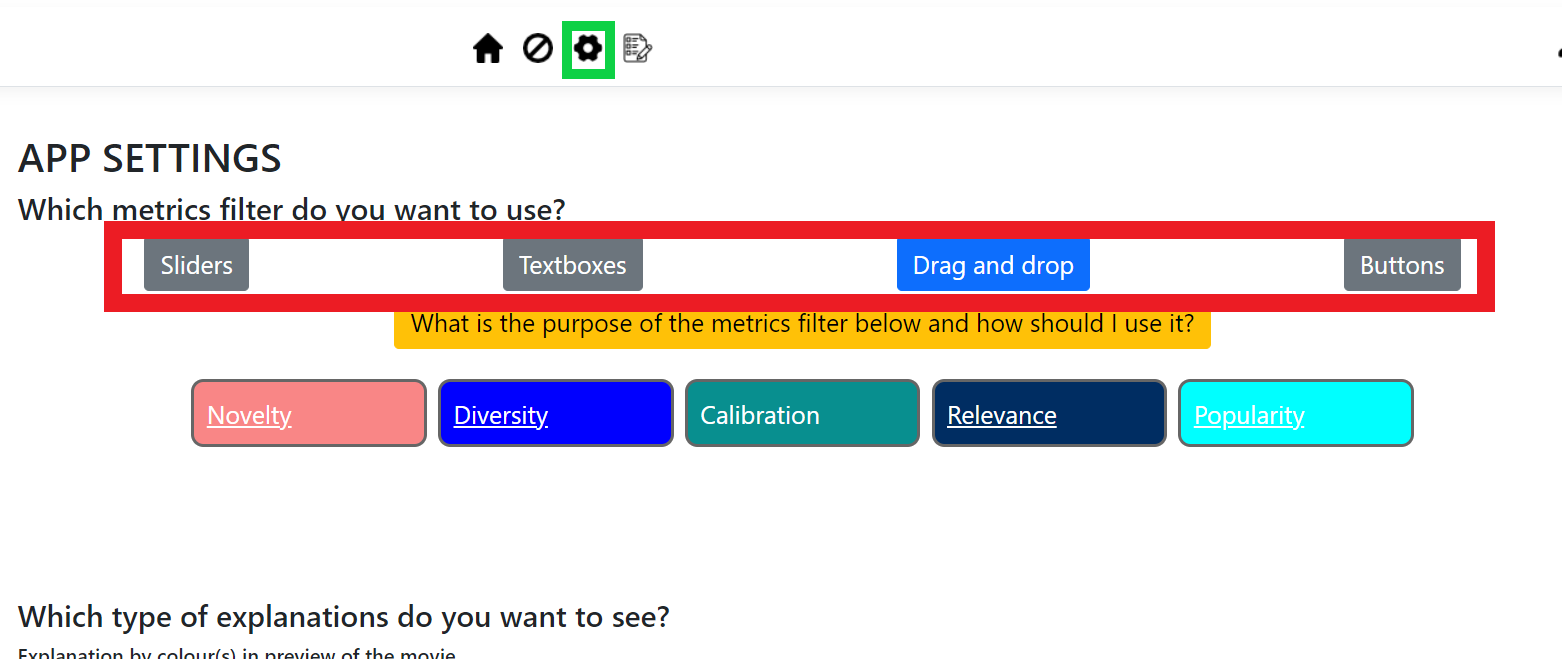 APP SETTINGS
Which metrics filter do you want to use?
Sliders Textboxes Drag and drop Buttons
What is the purpose of the metrics filter below and how should I use it?
Novelty Diversity Calibration Relevance Popularity
Which type of explanations do you want to see?
Explanation by colour(s) in preview of the movie